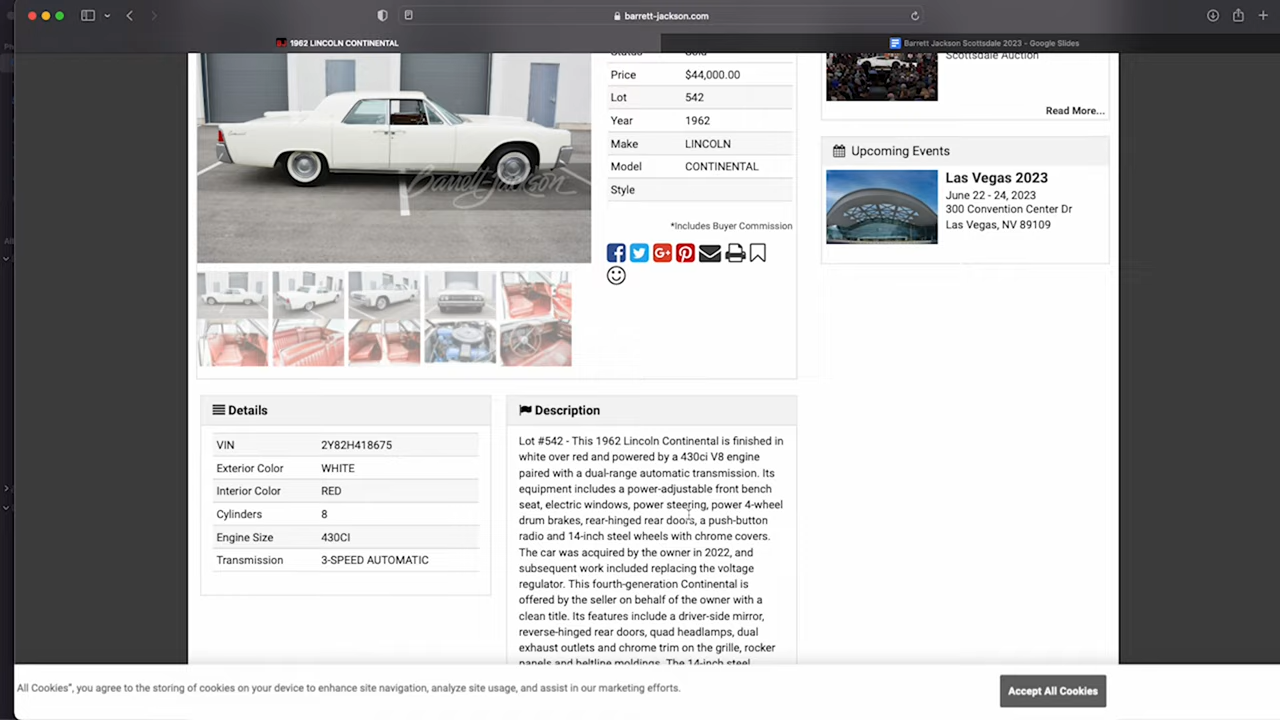 barrett-jackson.com
1962 LINCOLN CONTINENTAL
Barrett Jackson Scottsdale 2023 - Google Slides
Price $44,000.00
Lot 542
Year 1962
Make LINCOLN
Model CONTINENTAL
Style
*Includes Buyer Commission
Barrett-Jackson
Scottsdale Auction
Read More...
Upcoming Events
Las Vegas 2023
June 22 - 24, 2023
300 Convention Center Dr
Las Vegas, NV 89109
Details
VIN 2Y82H418675
Exterior Color WHITE
Interior Color RED
Cylinders 8
Engine Size 430CI
Transmission 3-SPEED AUTOMATIC
Description
Lot #542 - This 1962 Lincoln Continental is finished in
white over red and powered by a 430ci V8 engine
paired with a dual-range automatic transmission. Its
equipment includes a power-adjustable front bench
seat, electric windows, power steering, power 4-wheel
drum brakes, rear-hinged rear doors, a push-button
radio and 14-inch steel wheels with chrome covers.
The car was acquired by the owner in 2022, and
subsequent work included replacing the voltage
regulator. This fourth-generation Continental is
offered by the seller on behalf of the owner with a
clean title. Its features include a driver-side mirror,
reverse-hinged rear doors, quad headlamps, dual
exhaust outlets and chrome trim on the grille, rocker
panels and beltline moldings. The 14-inch steel
All Cookies", you agree to the storing of cookies on your device to enhance site navigation, analyze site usage, and assist in our marketing efforts.
Accept All Cookies